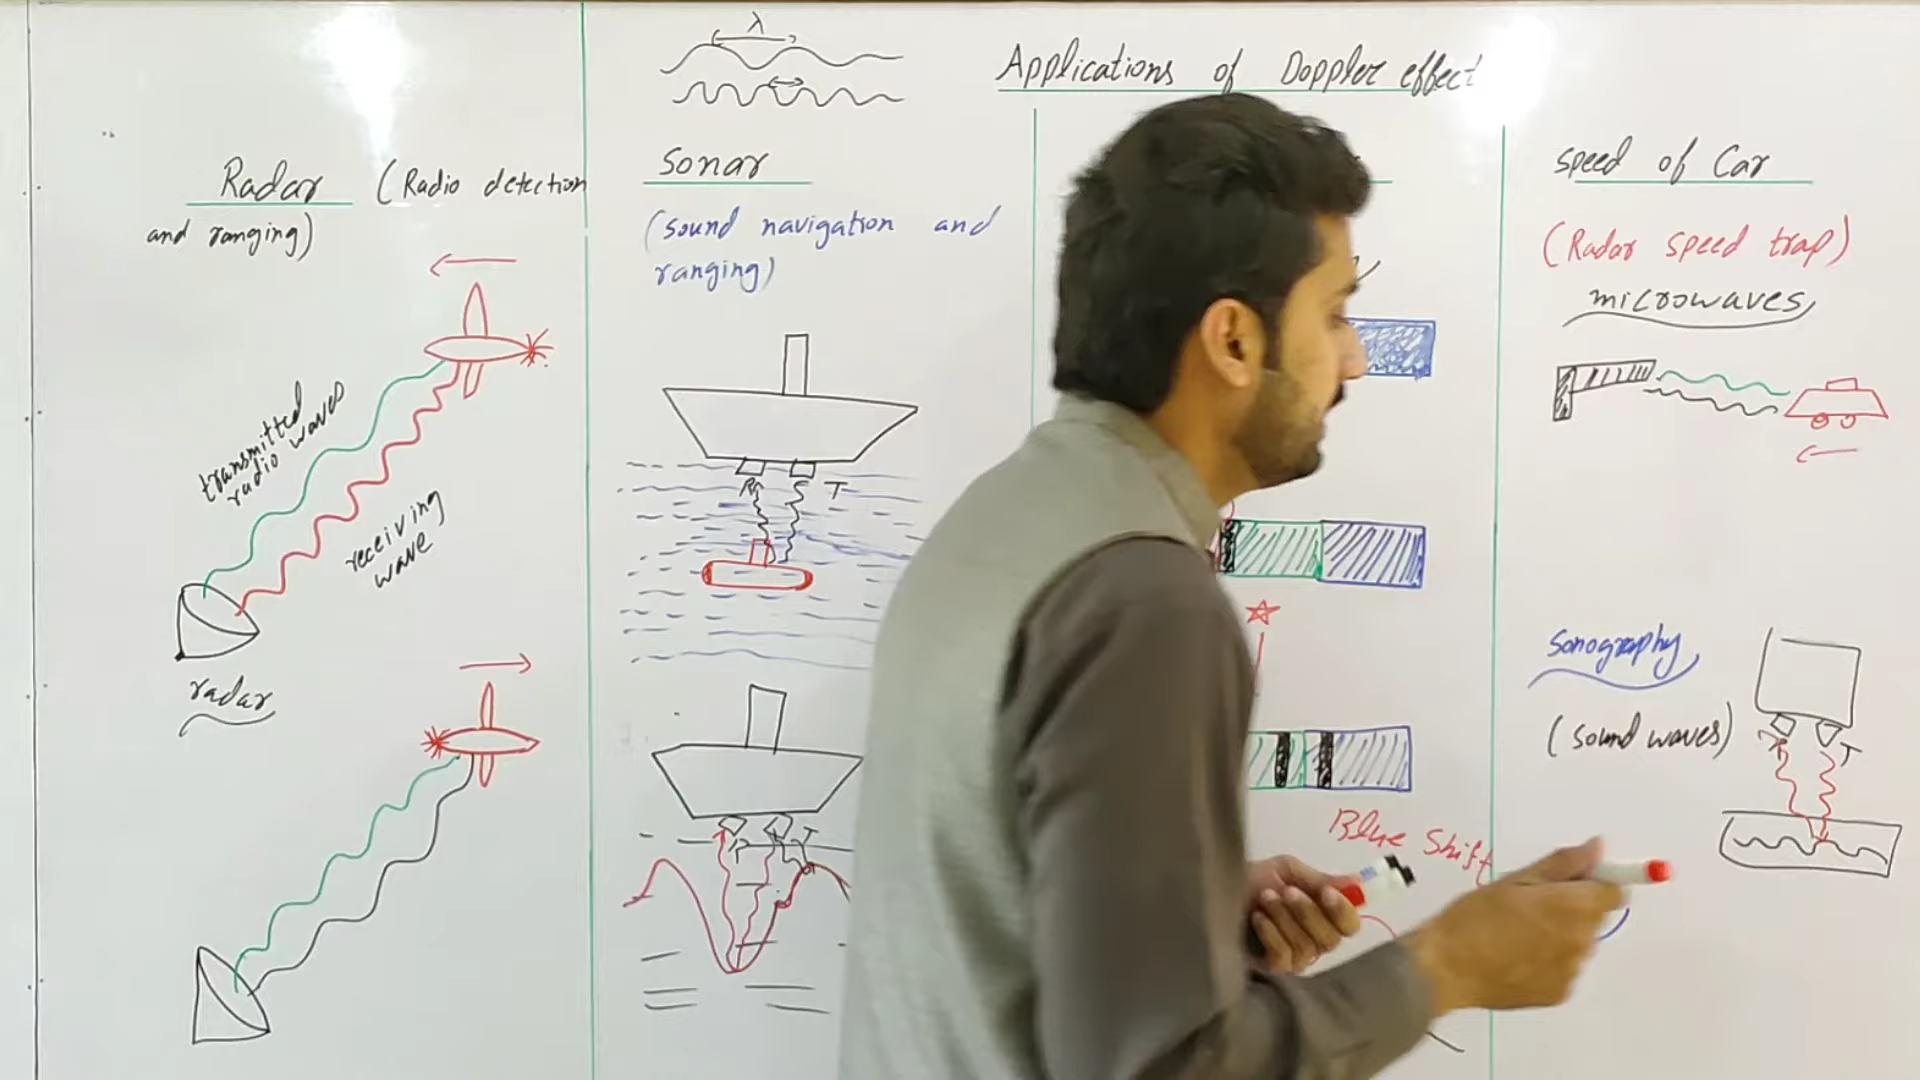 λ
Applications of Doppler effect
Radar (Radio detection
and ranging)
transmitted
radio waves
receiving
wave
radar
Sonar
(sound navigation and
ranging)
R T
T
Blue Shift
speed of Car
(Radar speed trap)
microwaves
Sonography
(sound waves)
T